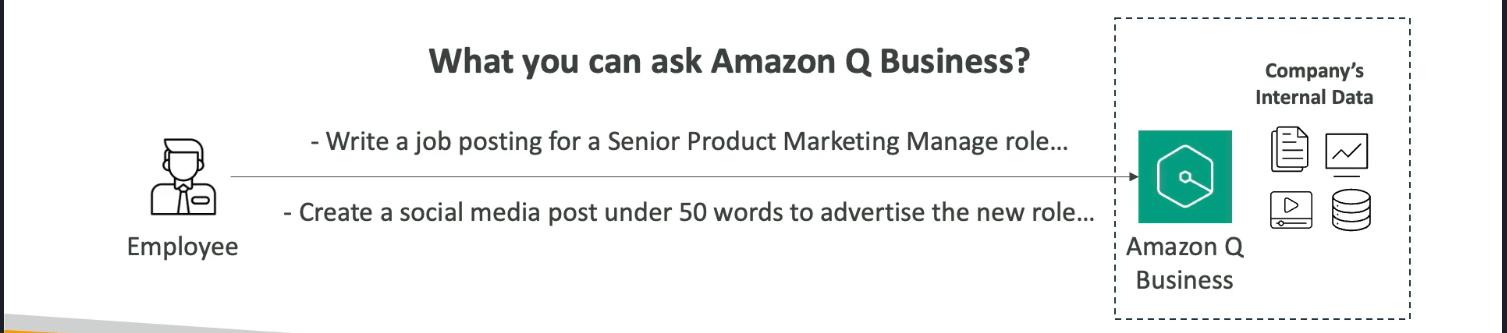 What you can ask Amazon Q Business?
Company’s
Internal Data
- Write a job posting for a Senior Product Marketing Manage role...
- Create a social media post under 50 words to advertise the new role...
Employee
Amazon Q
Business